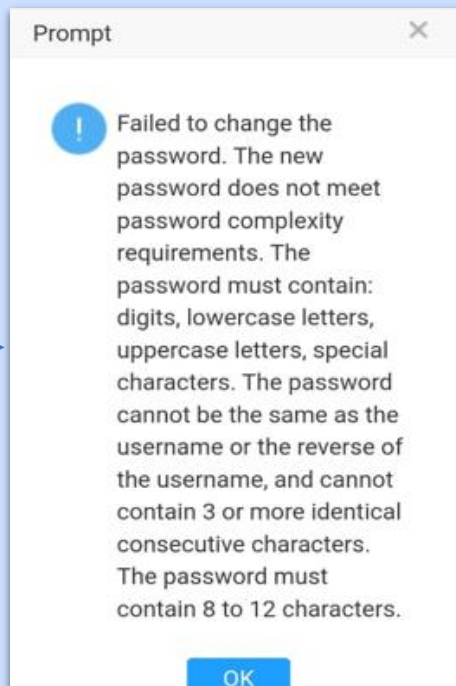 Prompt
Failed to change the
password. The new
password does not meet
password complexity
requirements. The
password must contain:
digits, lowercase letters,
uppercase letters, special
characters. The password
cannot be the same as the
username or the reverse of
the username, and cannot
contain 3 or more identical
consecutive characters.
The password must
contain 8 to 12 characters.
OK